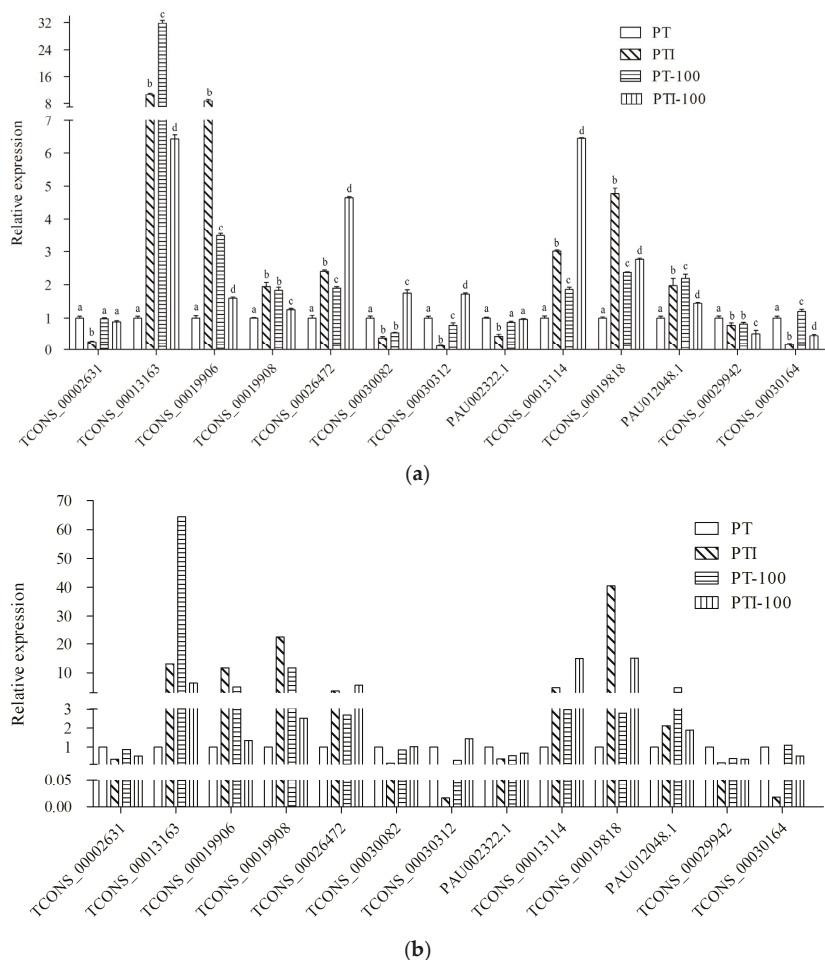 32
24
16
8
7
6
5
4
3
2
1
0
Relative expression
PT
PTI
PT-100
PTI-100
a b a a
a b c d
a b c d
a b b c
a b c d
a b b c
a b c c
a b a a
a b c d
a b c d
a b c d
a b b c
a b c d
TCONS_00002631
TCONS_00013163
TCONS_00019906
TCONS_00019908
TCONS_00026472
TCONS_00030082
TCONS_00030312
PAU002322.1
TCONS_00013114
TCONS_00019818
PAU012048.1
TCONS_00029942
TCONS_00030164
(a)
70
60
50
40
30
20
10
3
2
1
0.05
0.00
Relative expression
PT
PTI
PT-100
PTI-100
TCONS_00002631
TCONS_00013163
TCONS_00019906
TCONS_00019908
TCONS_00026472
TCONS_00030082
TCONS_00030312
PAU002322.1
TCONS_00013114
TCONS_00019818
PAU012048.1
TCONS_00029942
TCONS_00030164
(b)